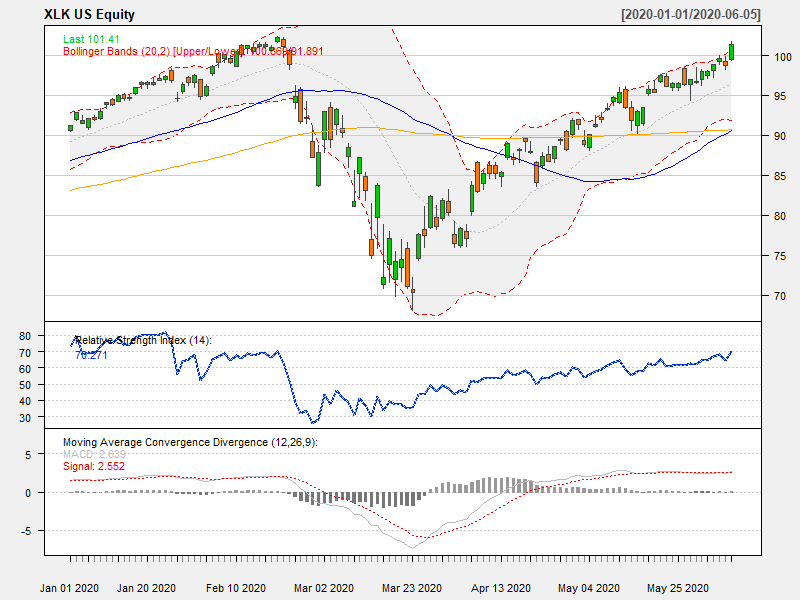 XLK US Equity [2020-01-01/2020-06-05]
Last 101.41
Bollinger Bands (20,2) [Upper/Lower]: 100.669/91.891
100
95
90
85
80
75
70
Relative Strength Index (14):
70.271
80
70
60
50
40
30
Moving Average Convergence Divergence (12,26,9):
MACD: 2.639
Signal: 2.552
5
0
-5
Jan 01 2020 Jan 20 2020 Feb 10 2020 Mar 02 2020 Mar 23 2020 Apr 13 2020 May 04 2020 May 25 2020